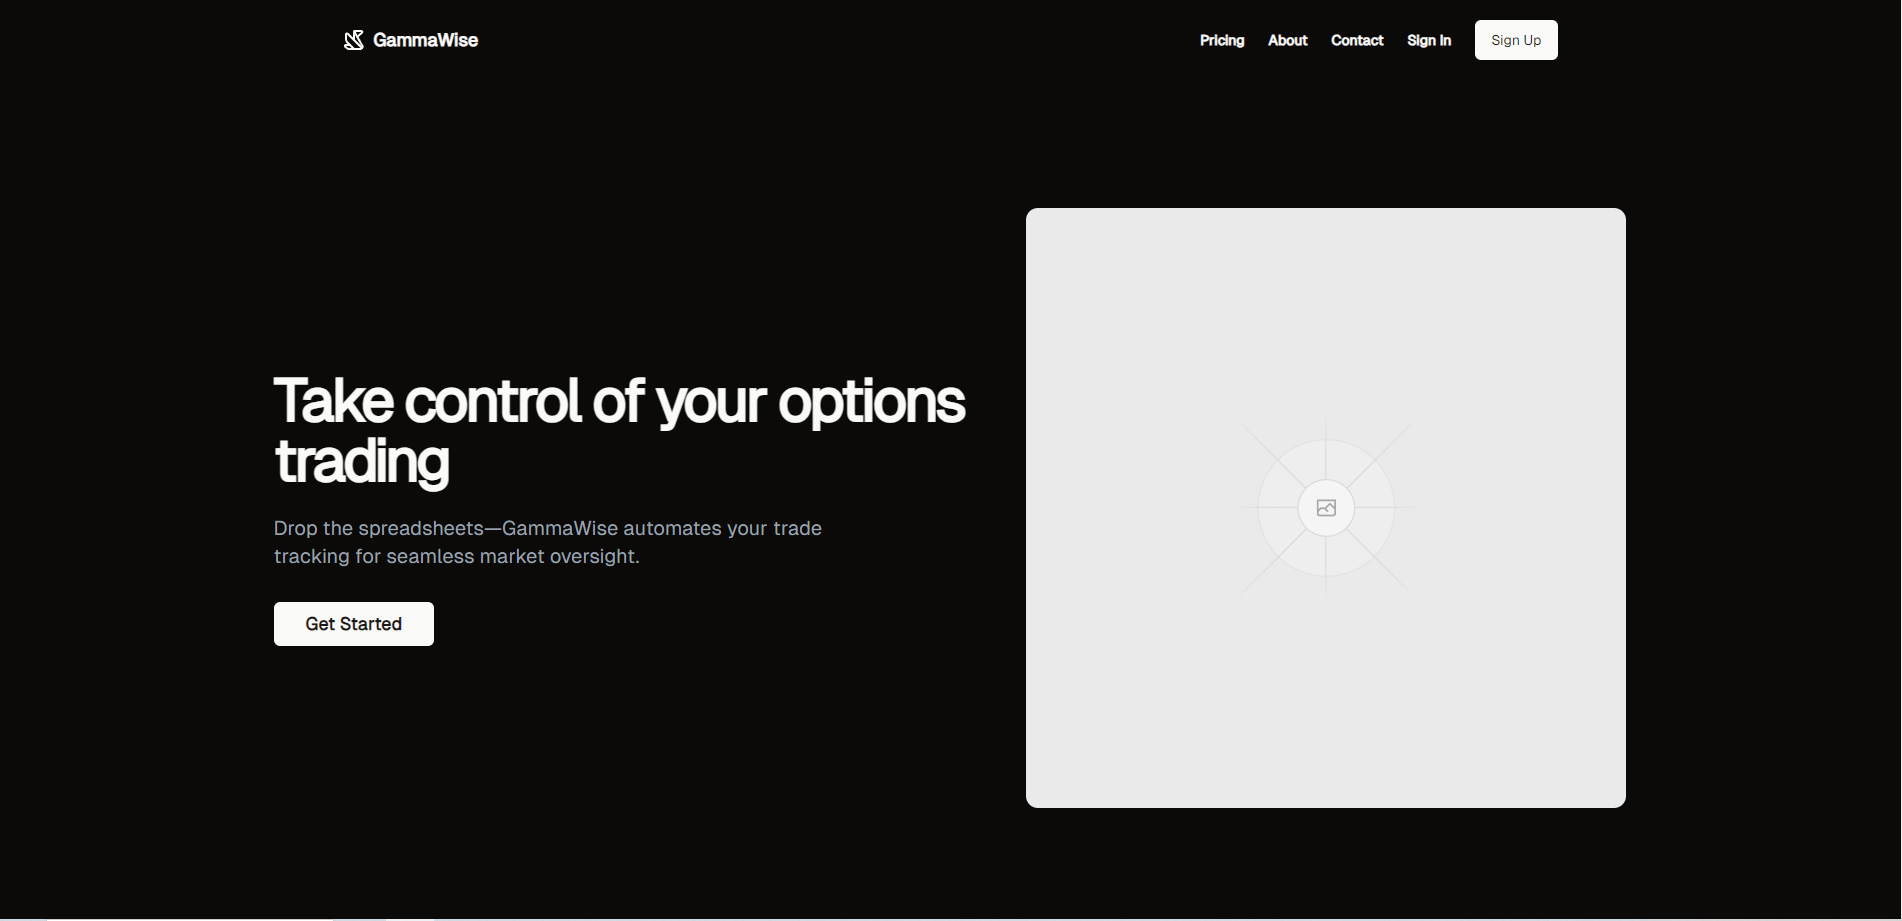 GammaWise
Pricing
About
Contact
Sign In
Sign Up
Take control of your options
trading
Drop the spreadsheets—GammaWise automates your trade
tracking for seamless market oversight.
Get Started